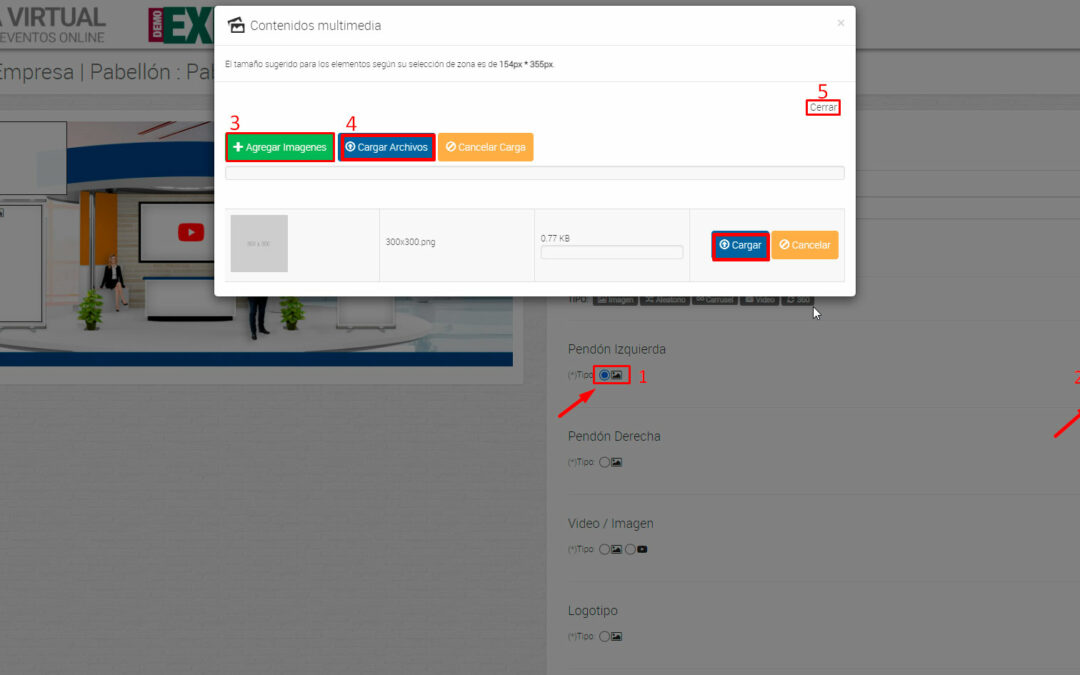 A VIRTUAL
EVENTOS ONLINE
DEMO
EX
Empresa | Pabellón : Pa
Contenidos multimedia
×
El tamaño sugerido para los elementos según su selección de zona es de 154px * 355px.
5
Cerrar
3
4
Agregar Imagenes
Cargar Archivos
Cancelar Carga
300x300.png
0.77 KB
Cargar
Cancelar
TIPO: Imagen Aleatorio Carrusel Video 360
Pendón Izquierda
(*)Tipo:
1
2
Pendón Derecha
(*)Tipo:
Video / Imagen
(*)Tipo:
Logotipo
(*)Tipo: